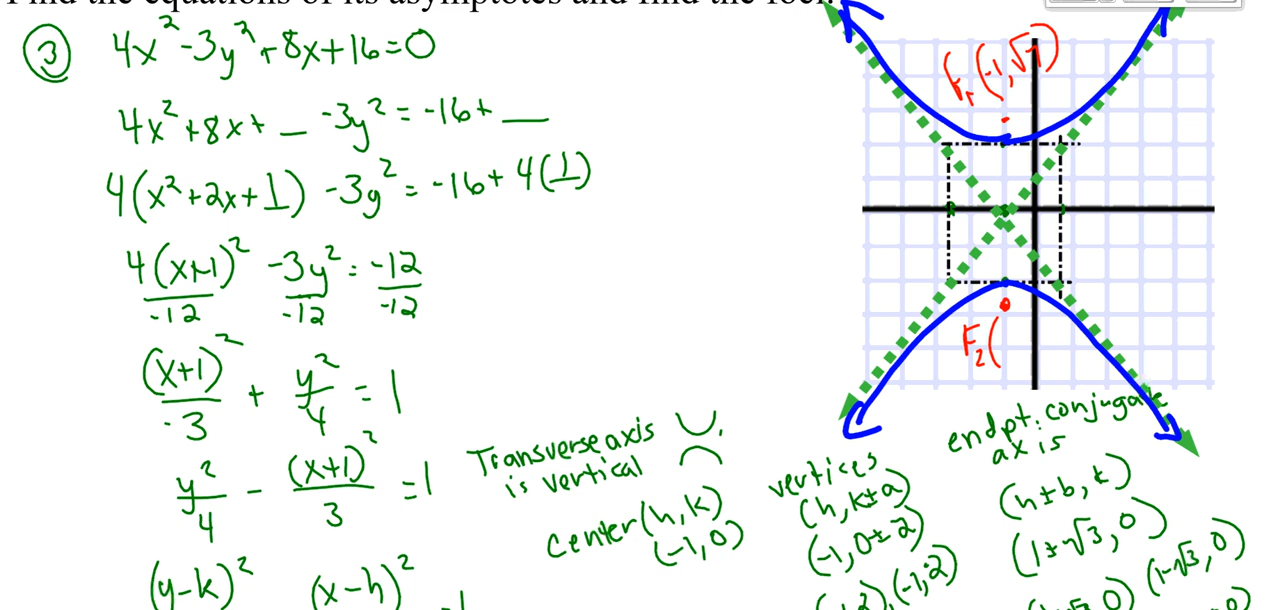 Find the equations of its asymptotes and find the foci.
③ 4x² -3y² +8x+16=0
4x² +8x+ _ -3y² = -16+ __
4(x²+2x+1) -3y² = -16+4(1)
4(x+1)² -3y² = -12
-12 -12 -12
(x+1)²/-3 + y²/4 = 1
y²/4 - (x+1)²/3 = 1
(y-k)² (x-h)²
Transverse axis
is vertical
center (h,k)
(-1,0)
vertices
(h, k±a)
(-1, 0±2)
(-1,-2)
endpt. conjugate
axis
(h±b, k)
(1±√3, 0)
(1-√3, 0)
F₁(-1,√7)
F₂(